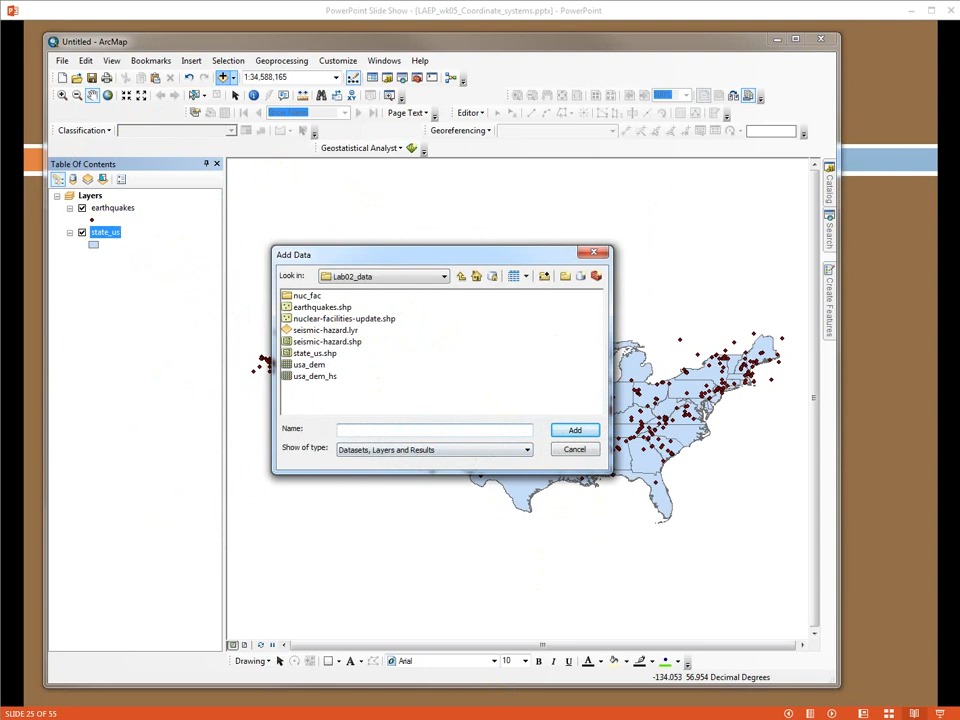 PowerPoint Slide Show - [LAEP_wk05_Coordinate_systems.pptx] - PowerPoint
Untitled - ArcMap
File Edit View Bookmarks Insert Selection Geoprocessing Customize Windows Help
1:34,588,165
Page Text
Editor
Classification
Georeferencing
Geostatistical Analyst
Table Of Contents
Layers
earthquakes
state_us
Catalog
Search
Create Features
Add Data
Look in: Lab02_data
nuc_fac
earthquakes.shp
nuclear-facilities-update.shp
seismic-hazard.lyr
seismic-hazard.shp
state_us.shp
usa_dem
usa_dem_hs
Name: Add
Show of type: Datasets, Layers and Results Cancel
Drawing A Arial 10 B I U A
-134.053 56.954 Decimal Degrees
SLIDE 25 OF 55